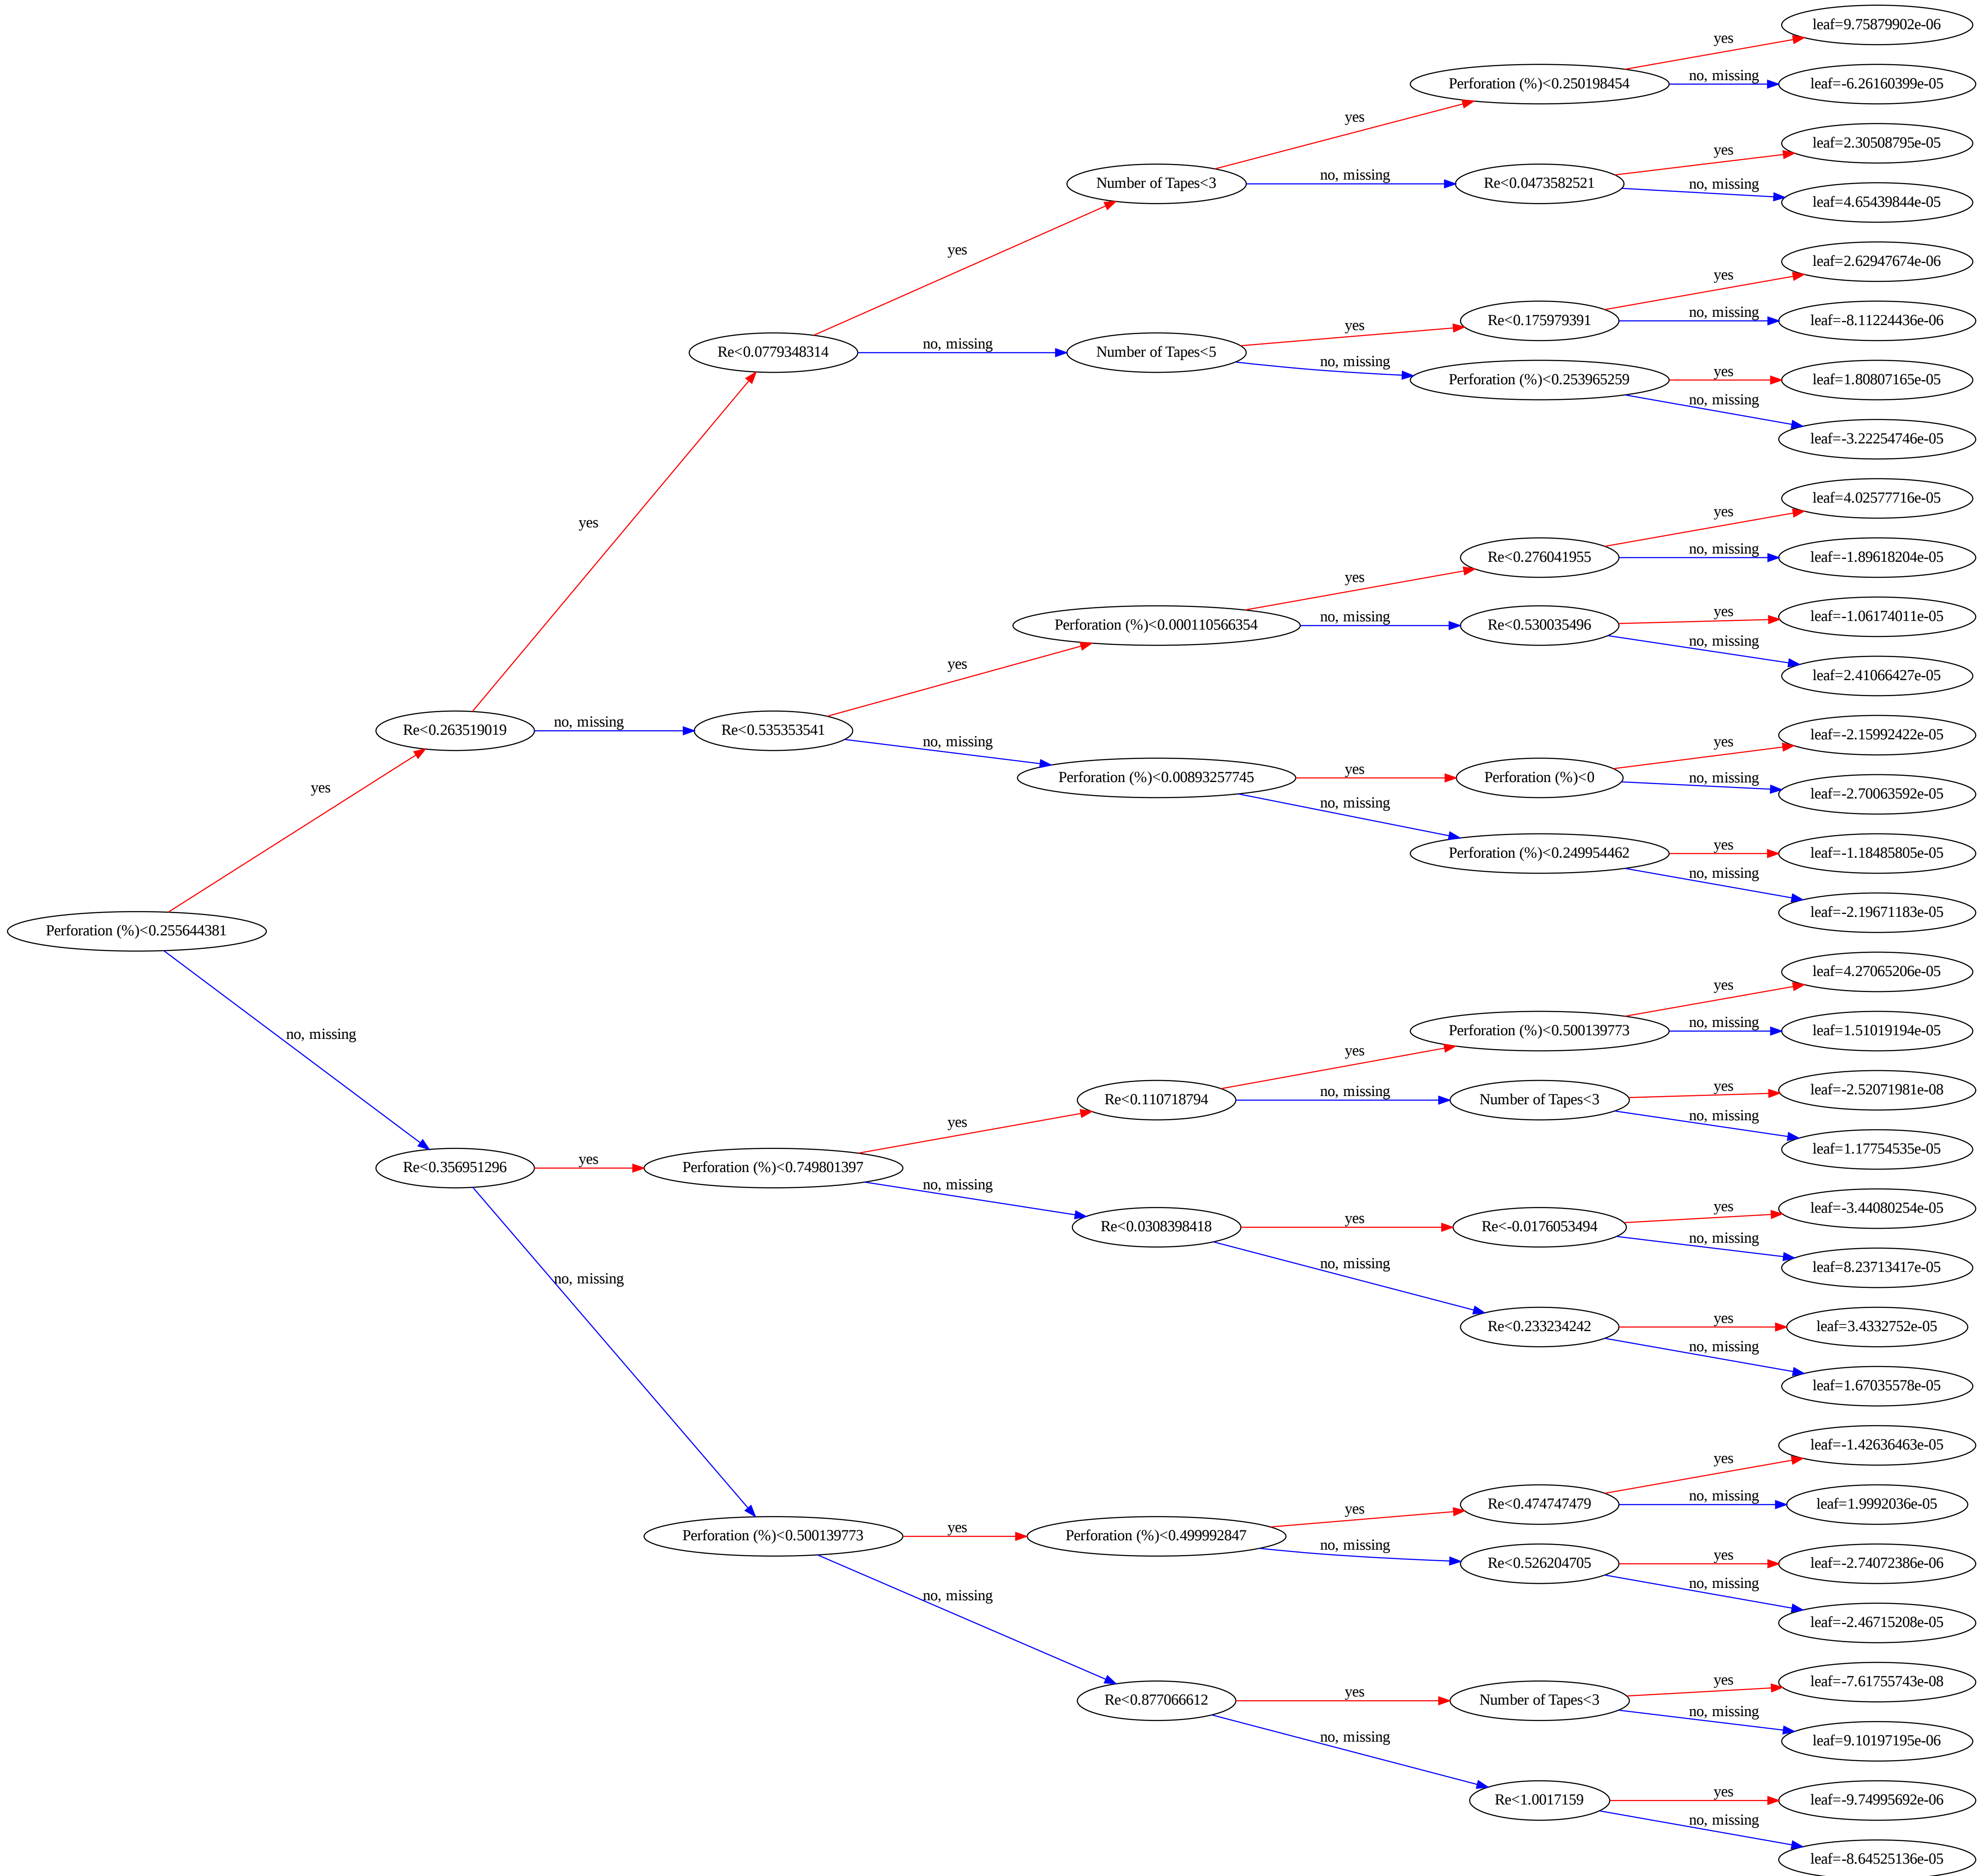 leaf=9.75879902e-06
yes
Perforation (%)<0.250198454
no, missing
leaf=-6.26160399e-05
yes
leaf=2.30508795e-05
yes
Number of Tapes<3
no, missing
Re<0.0473582521
no, missing
leaf=4.65439844e-05
yes
leaf=2.62947674e-06
yes
yes
Re<0.175979391
no, missing
leaf=-8.11224436e-06
Re<0.0779348314
no, missing
Number of Tapes<5
no, missing
Perforation (%)<0.253965259
yes
leaf=1.80807165e-05
no, missing
leaf=-3.22254746e-05
yes
leaf=4.02577716e-05
yes
Re<0.276041955
no, missing
leaf=-1.89618204e-05
yes
Perforation (%)<0.000110566354
no, missing
Re<0.530035496
yes
leaf=-1.06174011e-05
no, missing
leaf=2.41066427e-05
yes
Re<0.263519019
no, missing
Re<0.535353541
no, missing
yes
leaf=-2.15992422e-05
Perforation (%)<0.00893257745
yes
Perforation (%)<0
no, missing
leaf=-2.70063592e-05
yes
no, missing
Perforation (%)<0.249954462
yes
leaf=-1.18485805e-05
no, missing
leaf=-2.19671183e-05
Perforation (%)<0.255644381
no, missing
leaf=4.27065206e-05
yes
yes
Perforation (%)<0.500139773
no, missing
leaf=1.51019194e-05
yes
Re<0.110718794
no, missing
Number of Tapes<3
yes
leaf=-2.52071981e-08
no, missing
leaf=1.17754535e-05
Re<0.356951296
yes
Perforation (%)<0.749801397
no, missing
Re<0.0308398418
yes
Re<-0.0176053494
yes
leaf=-3.44080254e-05
no, missing
leaf=8.23713417e-05
no, missing
no, missing
Re<0.233234242
yes
leaf=3.4332752e-05
no, missing
leaf=1.67035578e-05
yes
leaf=-1.42636463e-05
yes
Re<0.474747479
no, missing
leaf=1.9992036e-05
Perforation (%)<0.500139773
yes
Perforation (%)<0.499992847
no, missing
Re<0.526204705
yes
leaf=-2.74072386e-06
no, missing
leaf=-2.46715208e-05
no, missing
Re<0.877066612
yes
Number of Tapes<3
yes
leaf=-7.61755743e-08
no, missing
leaf=9.10197195e-06
no, missing
Re<1.0017159
yes
leaf=-9.74995692e-06
no, missing
leaf=-8.64525136e-05